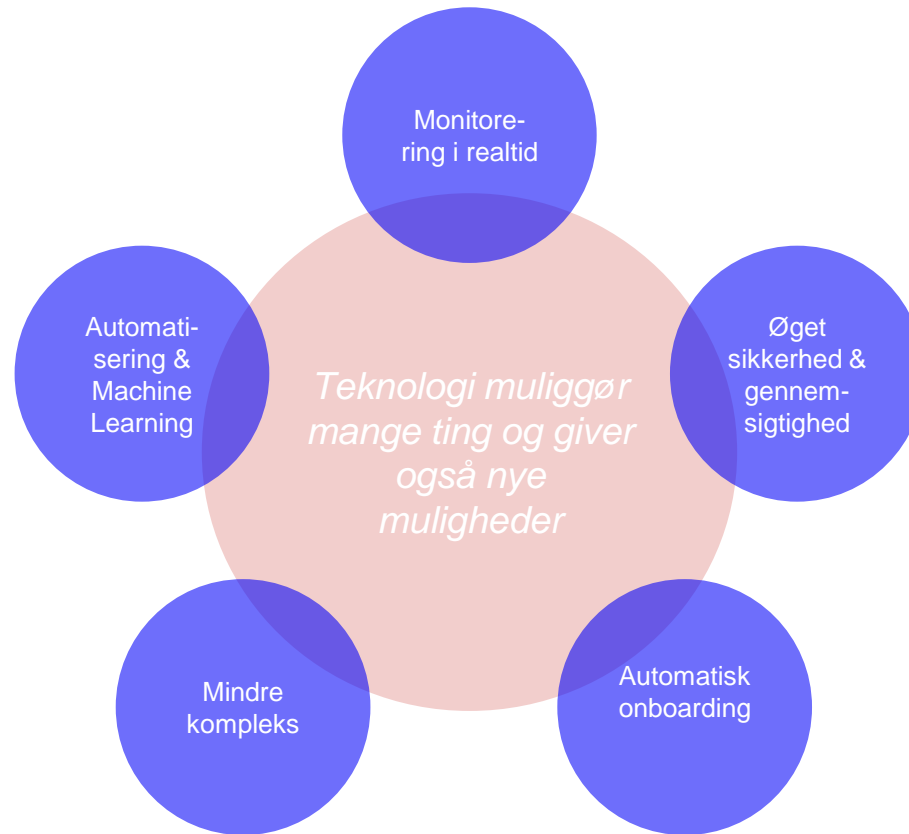 Monitore-
ring i realtid
Automati-
sering &
Machine
Learning
Øget
sikkerhed &
gennem-
sigtighed
Teknologi muliggør
mange ting og giver
også nye
muligheder
Mindre
kompleks
Automatisk
onboarding